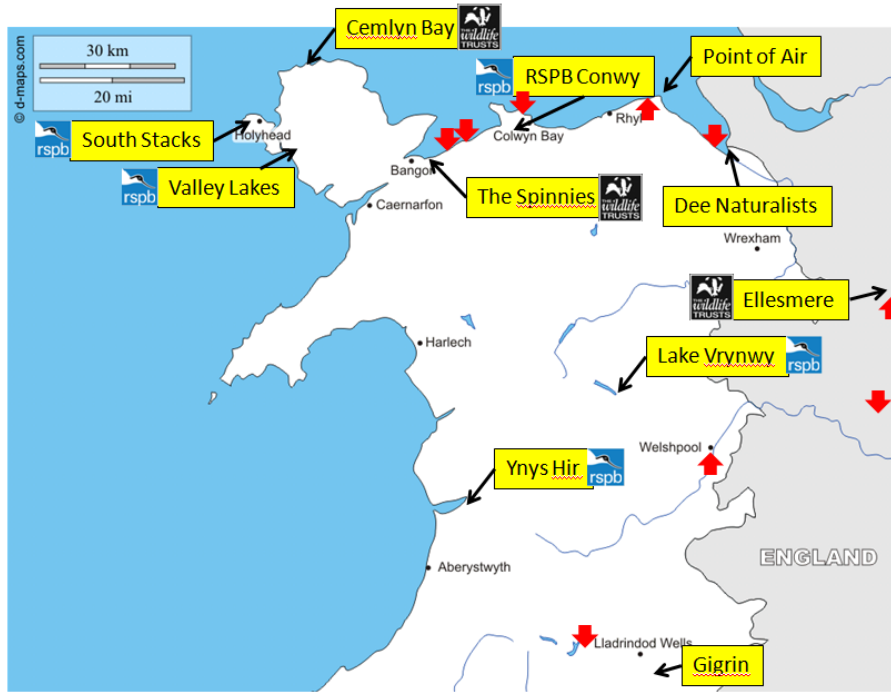 © d-maps.com
30 km
20 mi
Cemlyn Bay
THE wildlife TRUSTS
rspb
RSPB Conwy
Point of Air
rspb
South Stacks
Holyhead
Rhyl
Colwyn Bay
rspb
Valley Lakes
Bangor
The Spinnies
THE wildlife TRUSTS
Dee Naturalists
Caernarfon
Wrexham
THE wildlife TRUSTS
Ellesmere
Harlech
Lake Vrynwy
rspb
Welshpool
Ynys Hir
rspb
ENGLAND
Aberystwyth
Lladrindod Wells
Gigrin